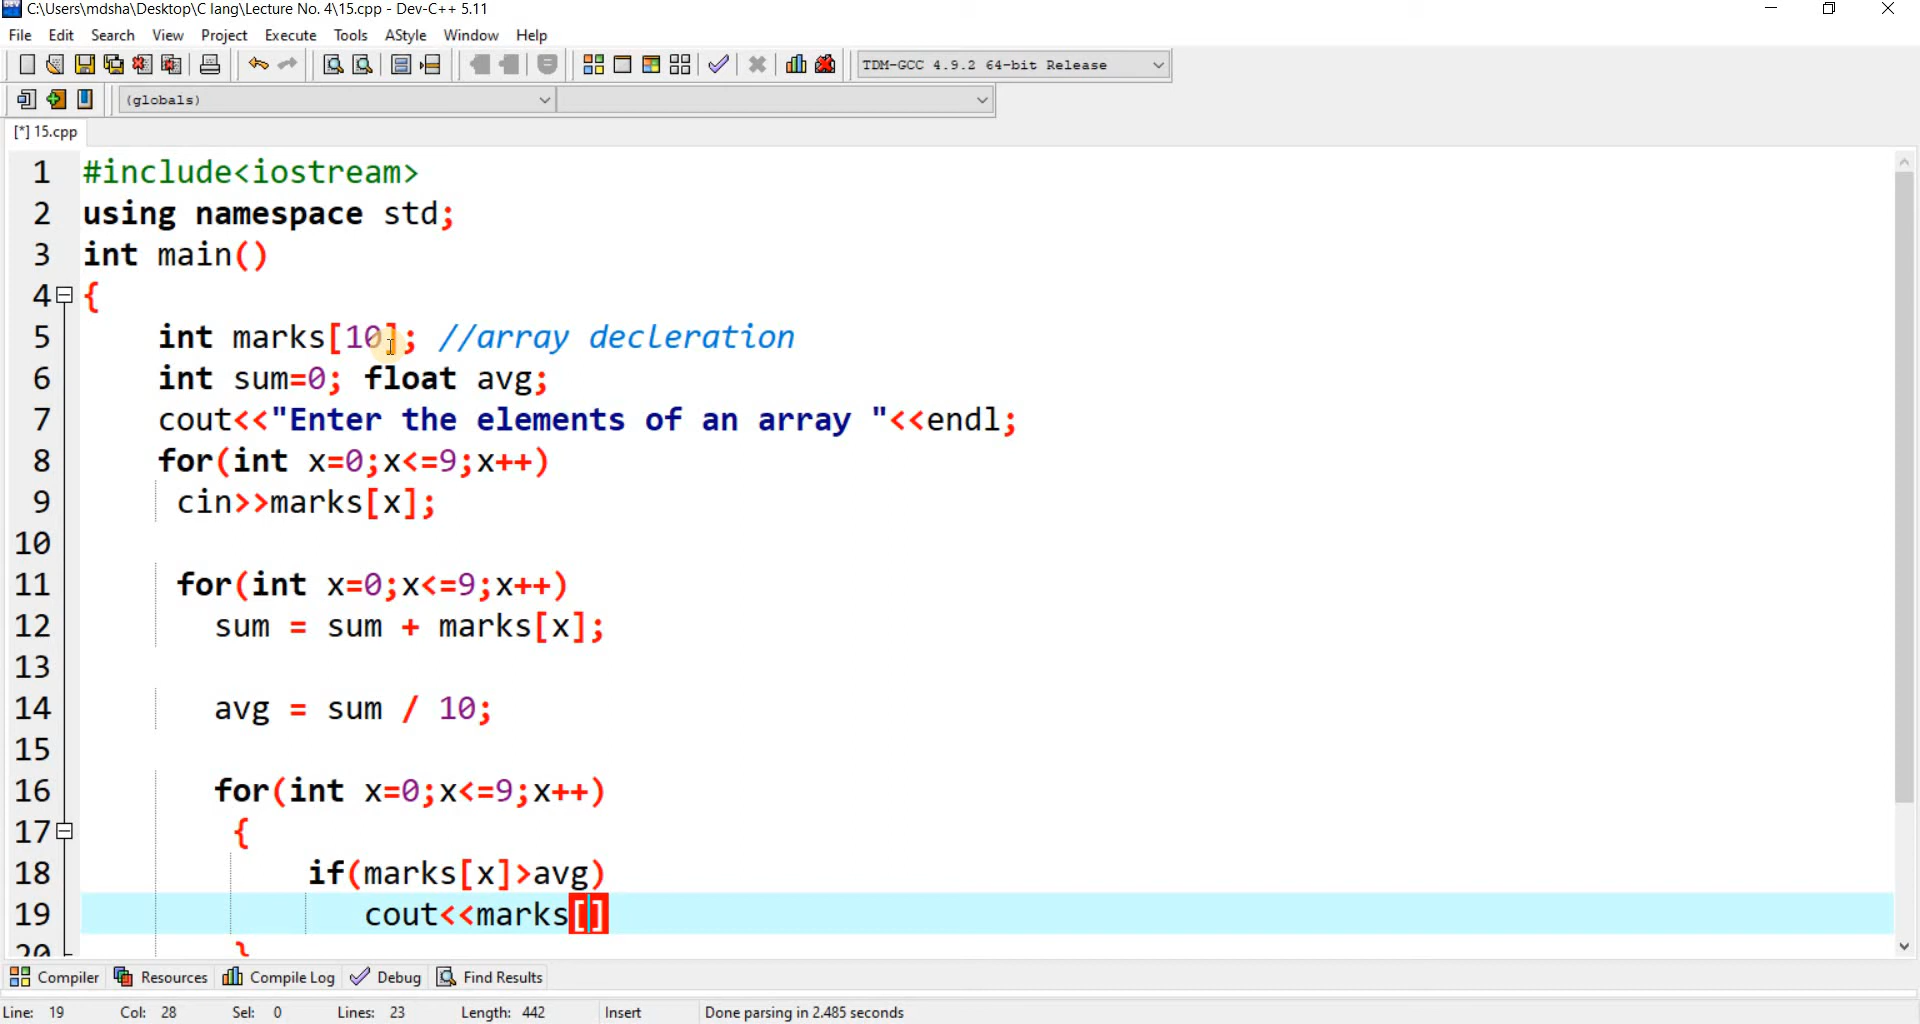 C:\Users\mdsha\Desktop\C lang\Lecture No. 4\15.cpp - Dev-C++ 5.11
File Edit Search View Project Execute Tools AStyle Window Help
TDM-GCC 4.9.2 64-bit Release
(globals)
[*] 15.cpp
1 #include<iostream>
2 using namespace std;
3 int main()
4 {
5 int marks[10]; //array decleration
6 int sum=0; float avg;
7 cout<<"Enter the elements of an array "<<endl;
8 for(int x=0;x<=9;x++)
9 cin>>marks[x];
10
11 for(int x=0;x<=9;x++)
12 sum = sum + marks[x];
13
14 avg = sum / 10;
15
16 for(int x=0;x<=9;x++)
17 {
18 if(marks[x]>avg)
19 cout<<marks[]
20 }
Compiler Resources Compile Log Debug Find Results
Line: 19 Col: 28 Sel: 0 Lines: 23 Length: 442 Insert Done parsing in 2.485 seconds